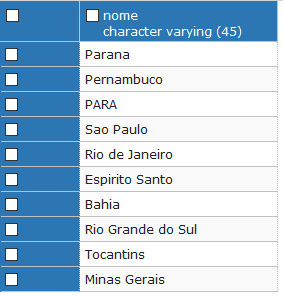 nome
character varying (45)
Parana
Pernambuco
PARA
Sao Paulo
Rio de Janeiro
Espirito Santo
Bahia
Rio Grande do Sul
Tocantins
Minas Gerais